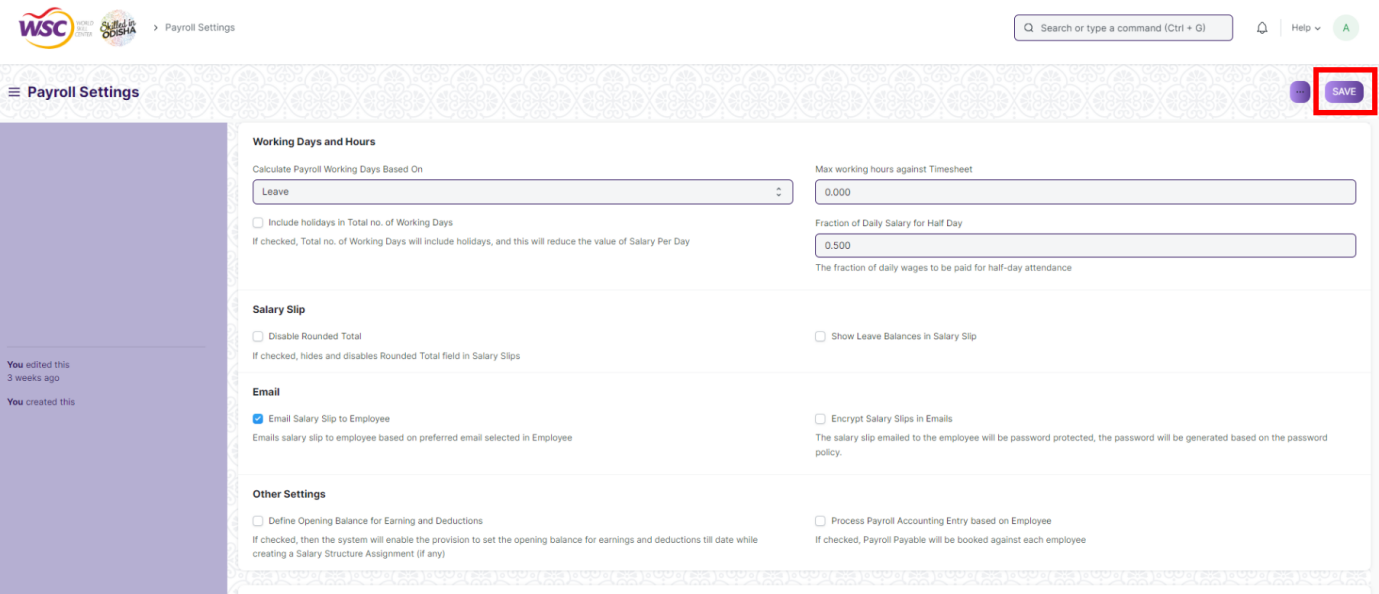 WSC WORLD SKILL CENTER Skilled in ODISHA > Payroll Settings
Search or type a command (Ctrl + G)
Help
A
Payroll Settings
... SAVE
Working Days and Hours
Calculate Payroll Working Days Based On
Leave
Include holidays in Total no. of Working Days
If checked, Total no. of Working Days will include holidays, and this will reduce the value of Salary Per Day
Max working hours against Timesheet
0.000
Fraction of Daily Salary for Half Day
0.500
The fraction of daily wages to be paid for half-day attendance
Salary Slip
Disable Rounded Total
If checked, hides and disables Rounded Total field in Salary Slips
Show Leave Balances in Salary Slip
You edited this
3 weeks ago
You created this
Email
Email Salary Slip to Employee
Emails salary slip to employee based on preferred email selected in Employee
Encrypt Salary Slips in Emails
The salary slip emailed to the employee will be password protected, the password will be generated based on the password
policy.
Other Settings
Define Opening Balance for Earning and Deductions
If checked, then the system will enable the provision to set the opening balance for earnings and deductions till date while
creating a Salary Structure Assignment (if any)
Process Payroll Accounting Entry based on Employee
If checked, Payroll Payable will be booked against each employee